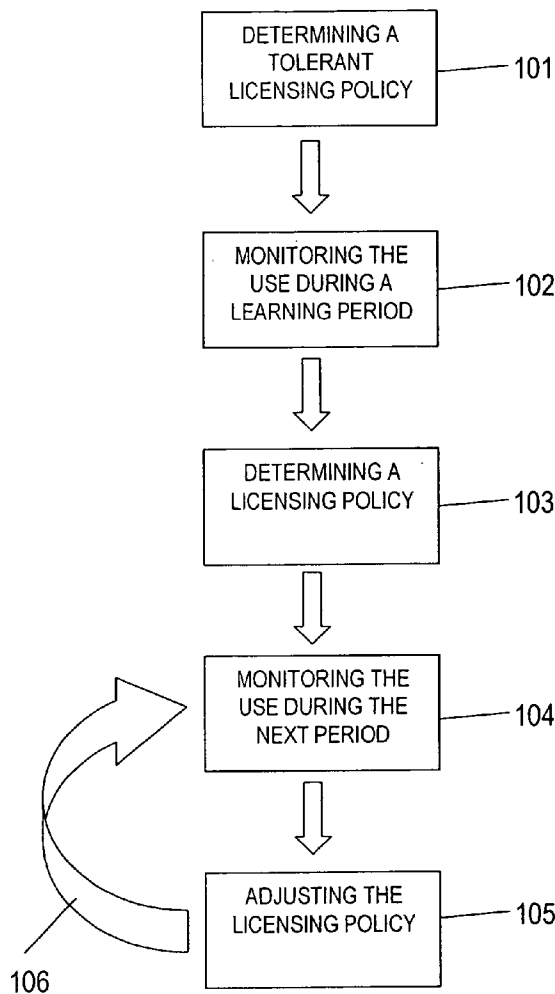 DETERMINING A
TOLERANT
LICENSING POLICY
101
MONITORING THE
USE DURING A
LEARNING PERIOD
102
DETERMINING A
LICENSING POLICY
103
MONITORING THE
USE DURING THE
NEXT PERIOD
104
ADJUSTING THE
LICENSING POLICY
105
106